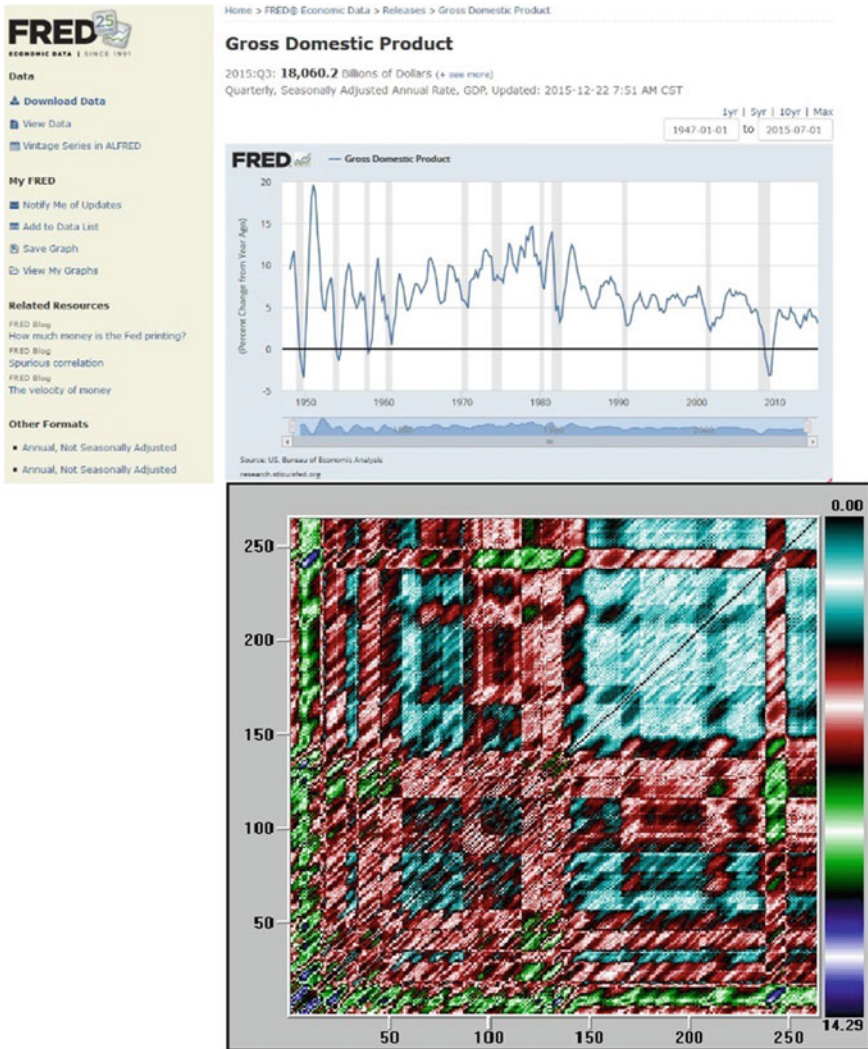 FRED 25
ECONOMIC DATA | SINCE 1991
Data
Download Data
View Data
Vintage Series in ALFRED
My FRED
Notify Me of Updates
Add to Data List
Save Graph
View My Graphs
Related Resources
FRED Blog
How much money is the Fed printing?
FRED Blog
Spurious correlation
FRED Blog
The velocity of money
Other Formats
Annual, Not Seasonally Adjusted
Annual, Not Seasonally Adjusted
Home > FRED® Economic Data > Releases > Gross Domestic Product
Gross Domestic Product
2015:Q3: 18,060.2 Billions of Dollars (+ see more)
Quarterly, Seasonally Adjusted Annual Rate, GDP, Updated: 2015-12-22 7:51 AM CST
1yr | 5yr | 10yr | Max
1947-01-01 to 2015-07-01
FRED — Gross Domestic Product
(Percent Change from Year Ago)
20
15
10
5
0
-5
1950 1960 1970 1980 1990 2000 2010
Source: US. Bureau of Economic Analysis
research.stlouisfed.org
0.00
250
200
150
100
50
14.29
50 100 150 200 250